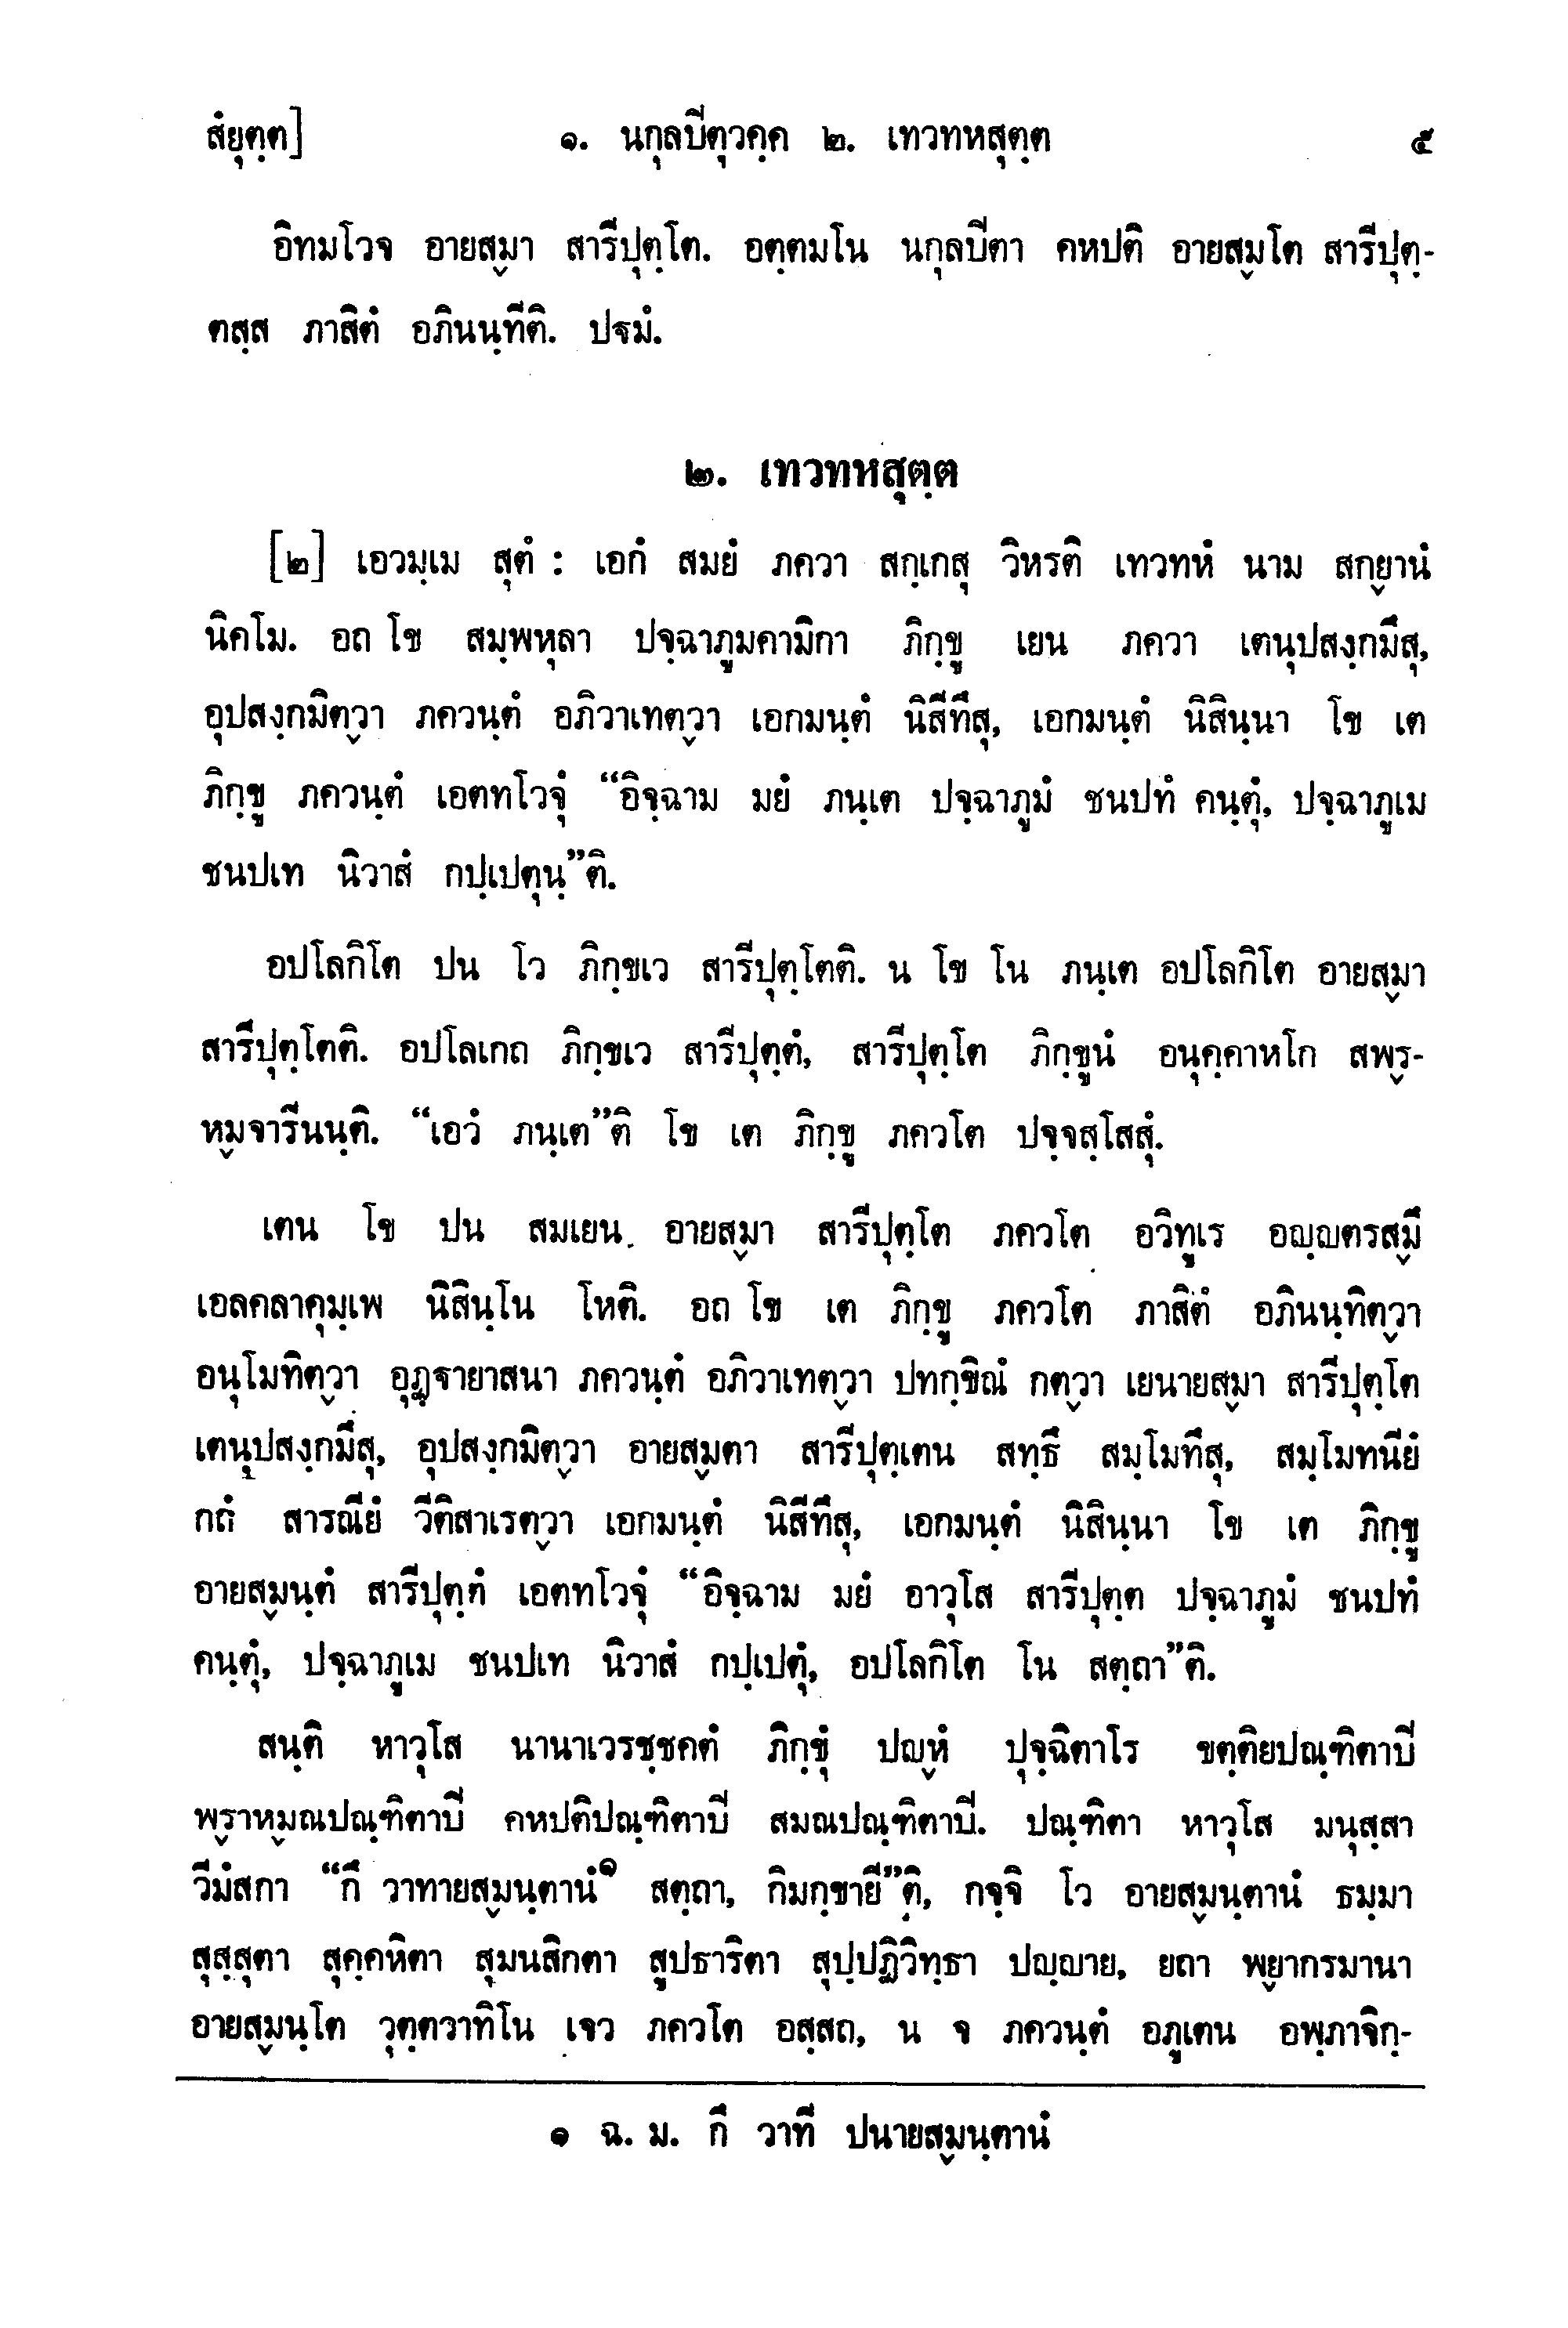 สํยุตฺต]
๑. นกุลปีตุวคฺค ๒. เทวทหสุตฺต
๕
อิทมโวจ อายสฺมา สารีปุตฺโต. อตฺตมโน นกุลปีตา คหปติ อายสฺมโต สารีปุตฺ-
ตสฺส ภาสิตํ อภินนฺทีติ. ปฐมํ.
๒. เทวทหสุตฺต
[๒] เอวมฺเม สุตํ : เอกํ สมยํ ภควา สกฺเกสุ วิหรติ เทวทหํ นาม สกฺยานํ
นิคโม. อถ โข สมฺพหุลา ปจฺฉาภูมคามิกา ภิกฺขู เยน ภควา เตนุปสงฺกมึสุ,
อุปสงฺกมิตฺวา ภควนฺตํ อภิวาเทตฺวา เอกมนฺตํ นิสีทึสุ, เอกมนฺตํ นิสินฺนา โข เต
ภิกฺขู ภควนฺตํ เอตทโวจุํ “อิจฺฉาม มยํ ภนฺเต ปจฺฉาภูมํ ชนปทํ คนฺตุํ, ปจฺฉาภูเม
ชนปเท นิวาสํ กปฺเปตุนฺ”ติ.
อปโลกิโต ปน โว ภิกฺขเว สารีปุตฺโตติ. น โข โน ภนฺเต อปโลกิโต อายสฺมา
สารีปุตฺโตติ. อปโลเกถ ภิกฺขเว สารีปุตฺตํ, สารีปุตฺโต ภิกฺขูนํ อนุคฺคาหโก สพฺร-
หฺมจารีนนฺติ. “เอวํ ภนฺเต”ติ โข เต ภิกฺขู ภควโต ปจฺจสฺโสสุํ.
เตน โข ปน สมเยน อายสฺมา สารีปุตฺโต ภควโต อวิทูเร อญฺญตรสฺมึ
เอลคลาคุมฺเพ นิสินฺโน โหติ. อถ โข เต ภิกฺขู ภควโต ภาสิตํ อภินนฺทิตฺวา
อนุโมทิตฺวา อุฏฺฐายาสนา ภควนฺตํ อภิวาเทตฺวา ปทกฺขิณํ กตฺวา เยนายสฺมา สารีปุตฺโต
เตนุปสงฺกมึสุ, อุปสงฺกมิตฺวา อายสฺมตา สารีปุตฺเตน สทฺธึ สมฺโมทึสุ, สมฺโมทนียํ
กถํ สารณียํ วีติสาเรตฺวา เอกมนฺตํ นิสีทึสุ, เอกมนฺตํ นิสินฺนา โข เต ภิกฺขู
อายสฺมนฺตํ สารีปุตฺตํ เอตทโวจุํ “อิจฺฉาม มยํ อาวุโส สารีปุตฺต ปจฺฉาภูมํ ชนปทํ
คนฺตุํ, ปจฺฉาภูเม ชนปเท นิวาสํ กปฺเปตุํ, อปโลกิโต โน สตฺถา”ติ.
สนฺติ หาวุโส นานาเวรชฺชคตํ ภิกฺขุํ ปญฺหํ ปุจฺฉิตาโร ขตฺติยปณฺฑิตาปี
พฺราหฺมณปณฺฑิตาปี คหปติปณฺฑิตาปี สมณปณฺฑิตาปี. ปณฺฑิตา หาวุโส มนุสฺสา
วีมํสกา “กึ วาทายสฺมนฺตานํ๑ สตฺถา, กิมกฺขายี”ติ, กจฺจิ โว อายสฺมนฺตานํ ธมฺมา
สุสฺสุตา สุคฺคหิตา สุมนสิกตา สูปธาริตา สุปฺปฏิวิทฺธา ปญฺญาย, ยถา พฺยากรมานา
อายสฺมนฺโต วุตฺตวาทิโน เจว ภควโต อสฺสถ, น จ ภควนฺตํ อภูเตน อพฺภาจิกฺ-
๑ ฉ. ม. กึ วาที ปนายสฺมนฺตานํ